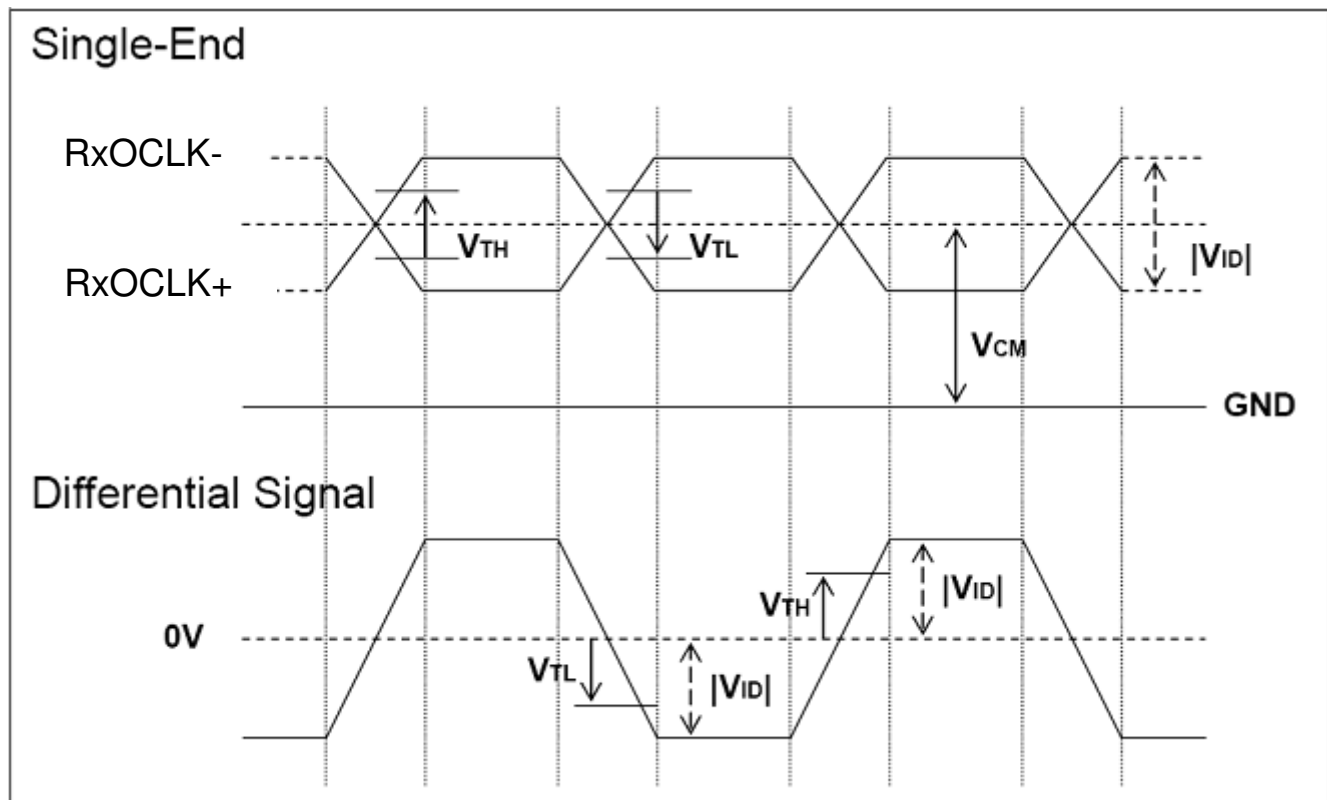 Single-End
RxOCLK-
VTH
VTL
|VID|
RxOCLK+
VCM
GND
Differential Signal
VTH
|VID|
0V
VTL
|VID|